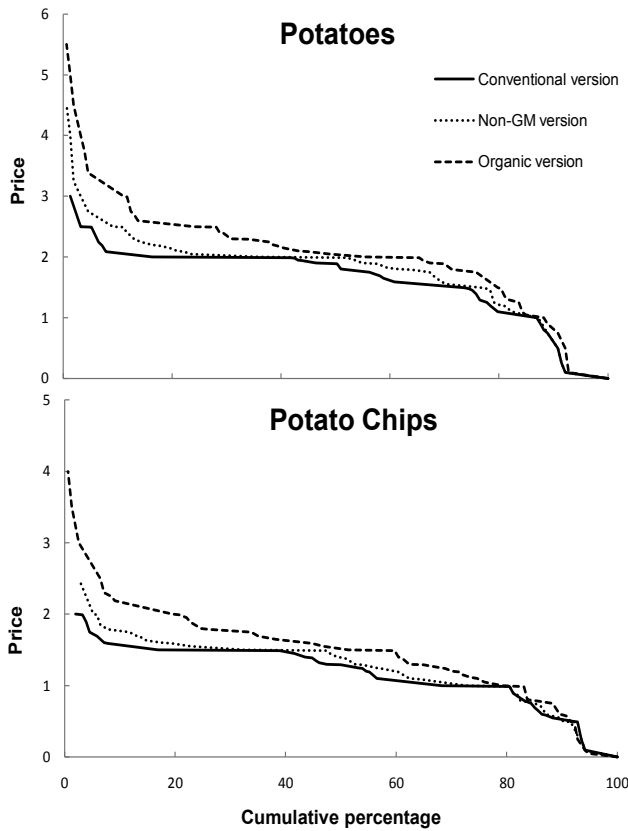 Potatoes
6
5
4
3
2
1
0
Price
Conventional version
Non-GM version
Organic version
Potato Chips
5
4
3
2
1
0
Price
0 20 40 60 80 100
Cumulative percentage